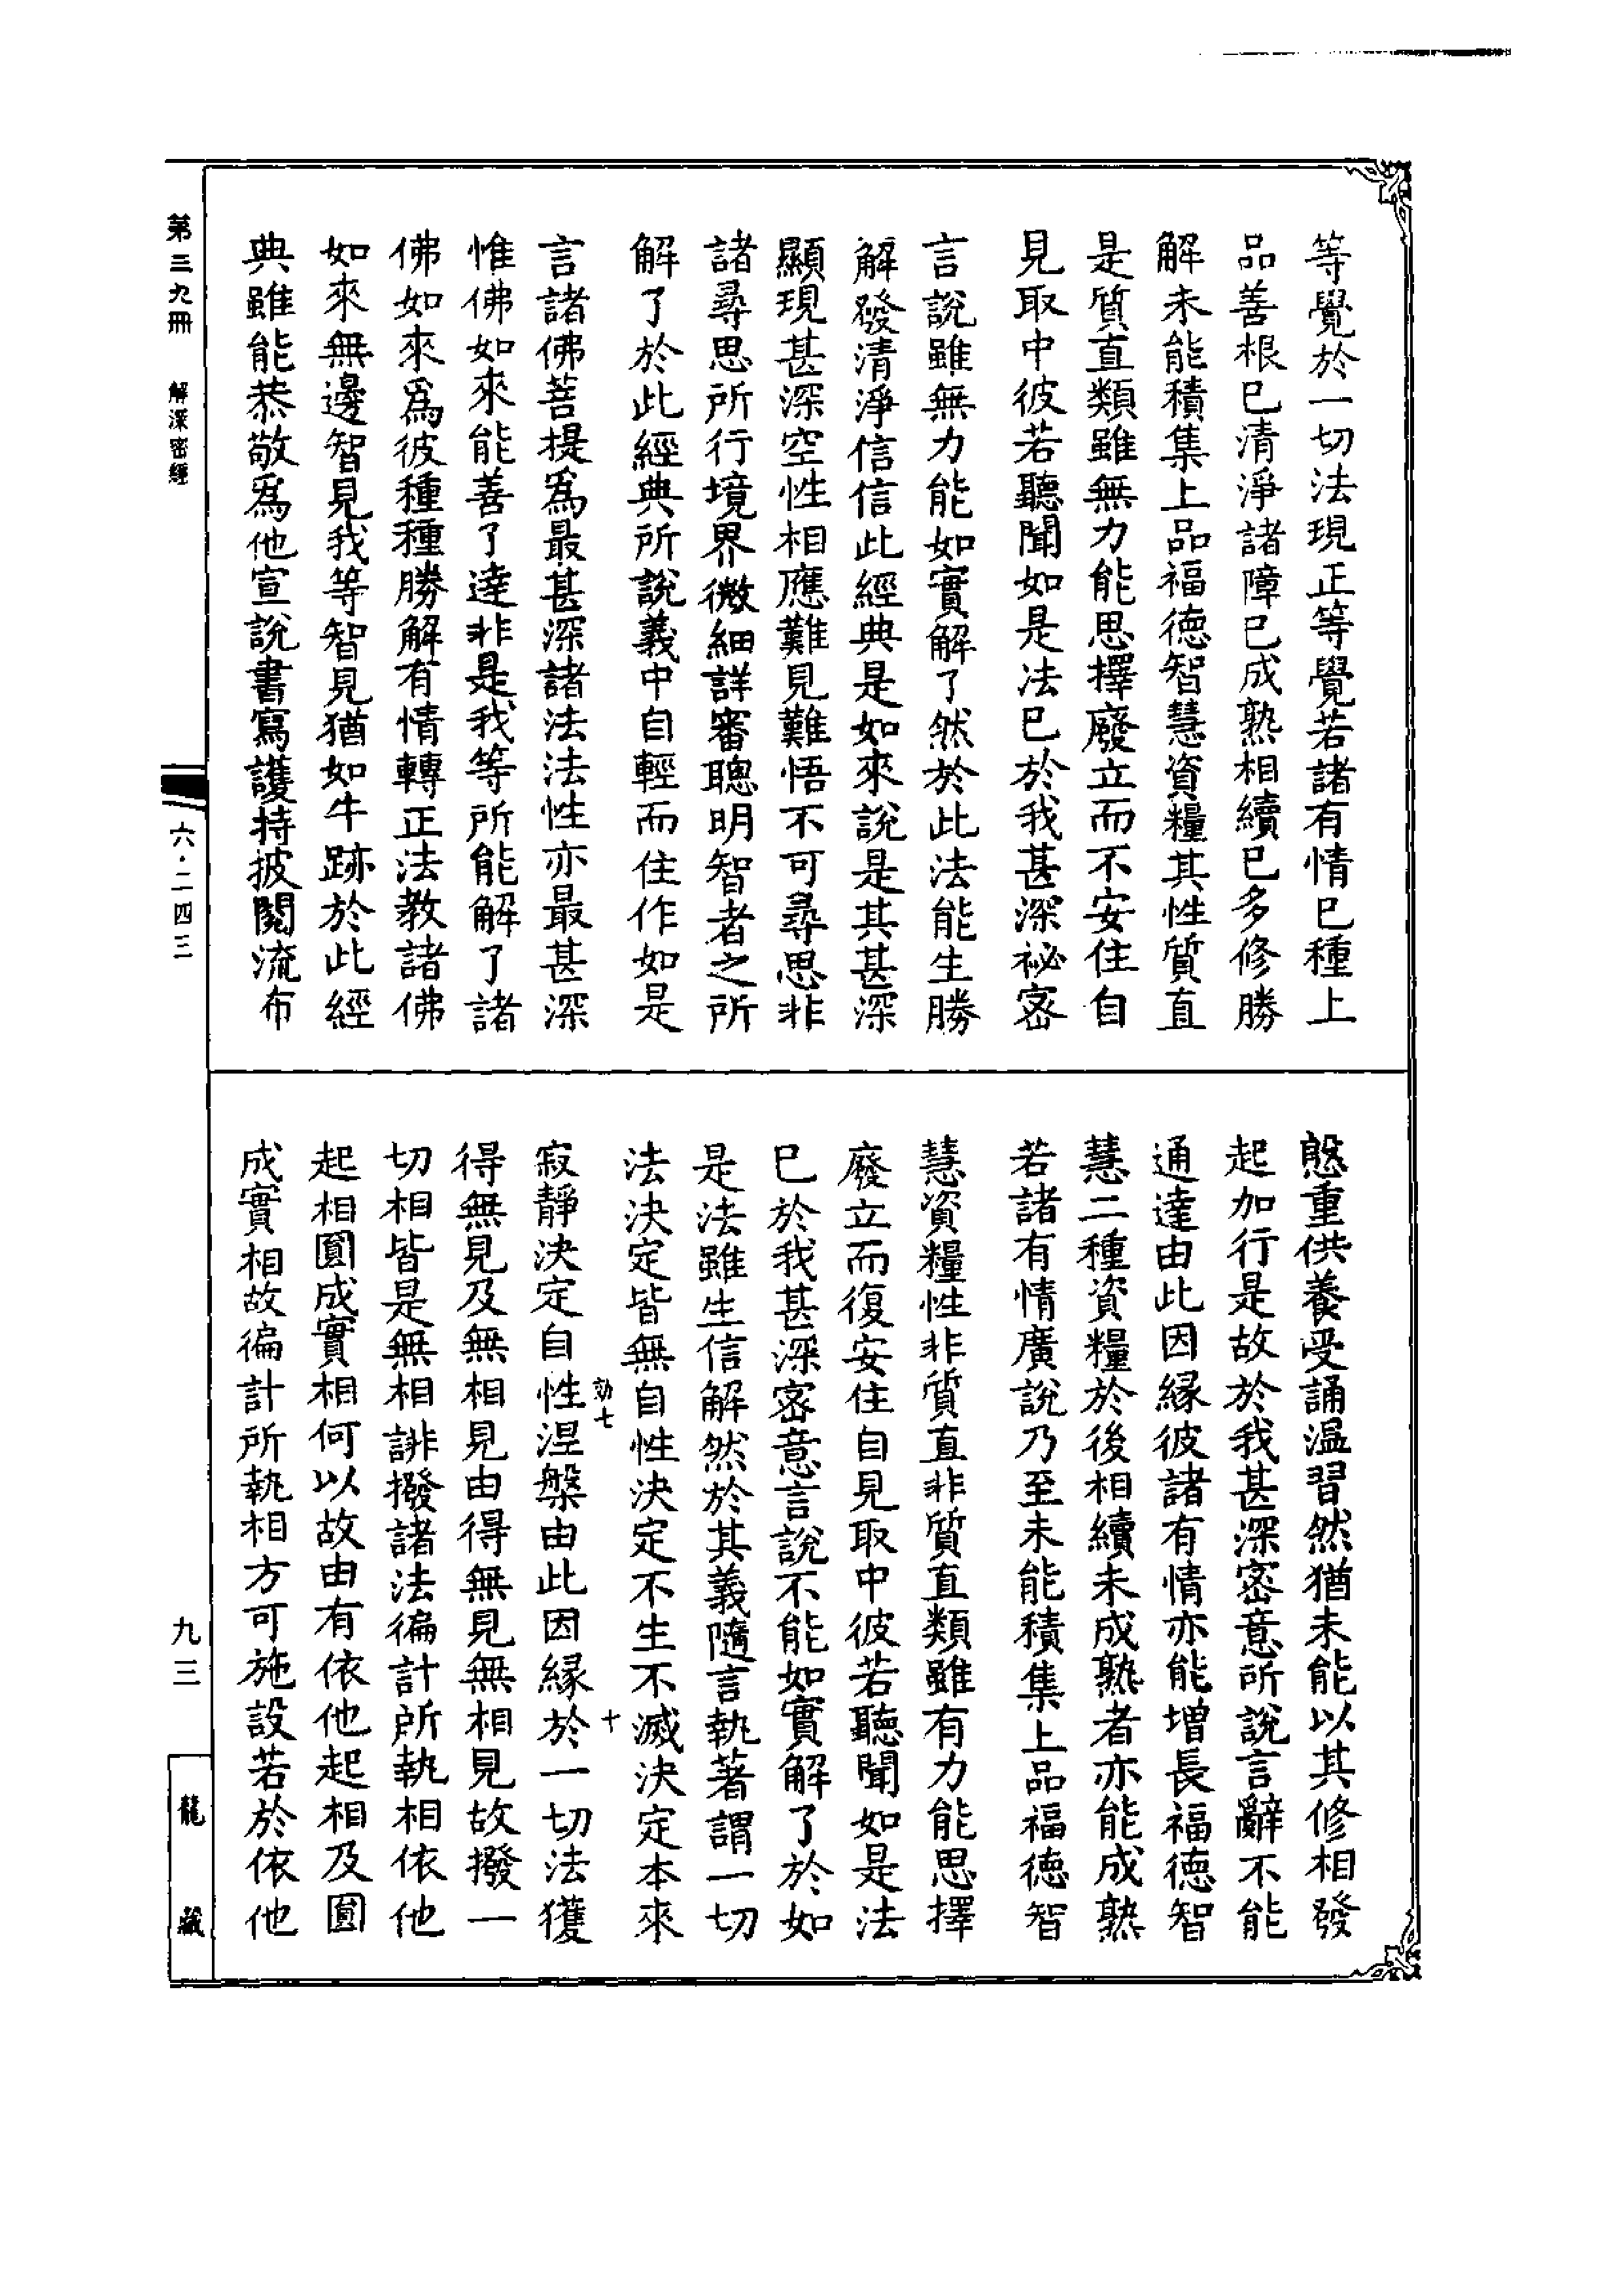 等覺於一切法現正等覺若諸有情已種上
品善根已清淨諸障已成熟相續已多修勝
解未能積集上品福德智慧資糧其性質直
是質直類雖無力能思擇廢立而不安住自
見取中彼若聽聞如是法已於我甚深祕密
言說雖無力能如實解了然於此法能生勝
解發清淨信信此經典是如來說是其甚深
顯現甚深空性相應難見難悟不可尋思非
諸尋思所行境界微細詳審聰明智者之所
解了於此經典所說義中自輕而住作如是
言諸佛菩提爲最甚深諸法法性亦最甚深
惟佛如來能善了達非是我等所能解了諸
佛如來爲彼種種勝解有情轉正法教諸佛
如來無邊智見我等智見猶如牛跡於此經
典雖能恭敬爲他宣說書寫護持披閱流布
慇重供養受誦温習然猶未能以其修相發
起加行是故於我甚深密意所說言辭不能
通達由此因緣彼諸有情亦能增長福德智
慧二種資糧於後相續未成熟者亦能成熟
若諸有情廣說乃至未能積集上品福德智
慧資糧性非質直非質直類雖有力能思擇
廢立而復安住自見取中彼若聽聞如是法
已於我甚深密意言說不能如實解了於如
是法雖生信解然於其義隨言執著謂一切
法決定皆無自性決定不生不滅決定本來
効七 十
寂靜決定自性涅槃由此因緣於一切法獲
得無見及無相見由得無見無相見故撥一
切相皆是無相誹撥諸法徧計所執相依他
起相圓成實相何以故由有依他起相及圓
成實相故徧計所執相方可施設若於依他
第三九冊 解深密經
六·二四三
九三
龍藏